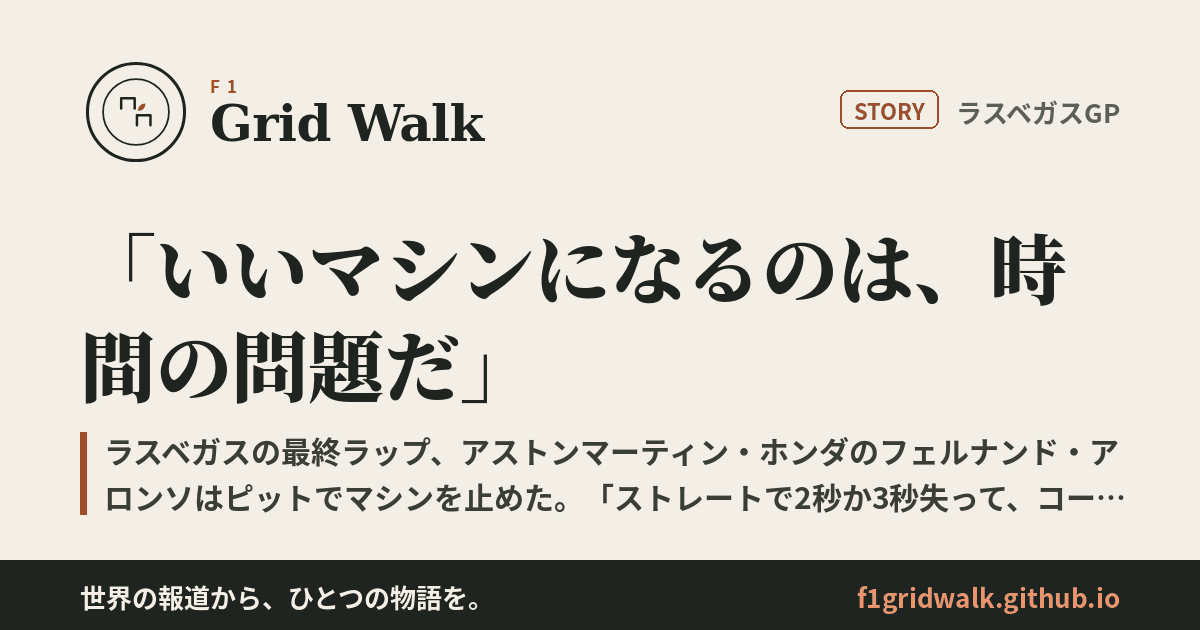 F1
Grid Walk
STORY ラスベガスGP
「いいマシンになるのは、時
間の問題だ」
ラスベガスの最終ラップ、アストンマーティン・ホンダのフェルナンド・ア
ロンソはピットでマシンを止めた。「ストレートで2秒か3秒失って、コー…
世界の報道から、ひとつの物語を。
f1gridwalk.github.io